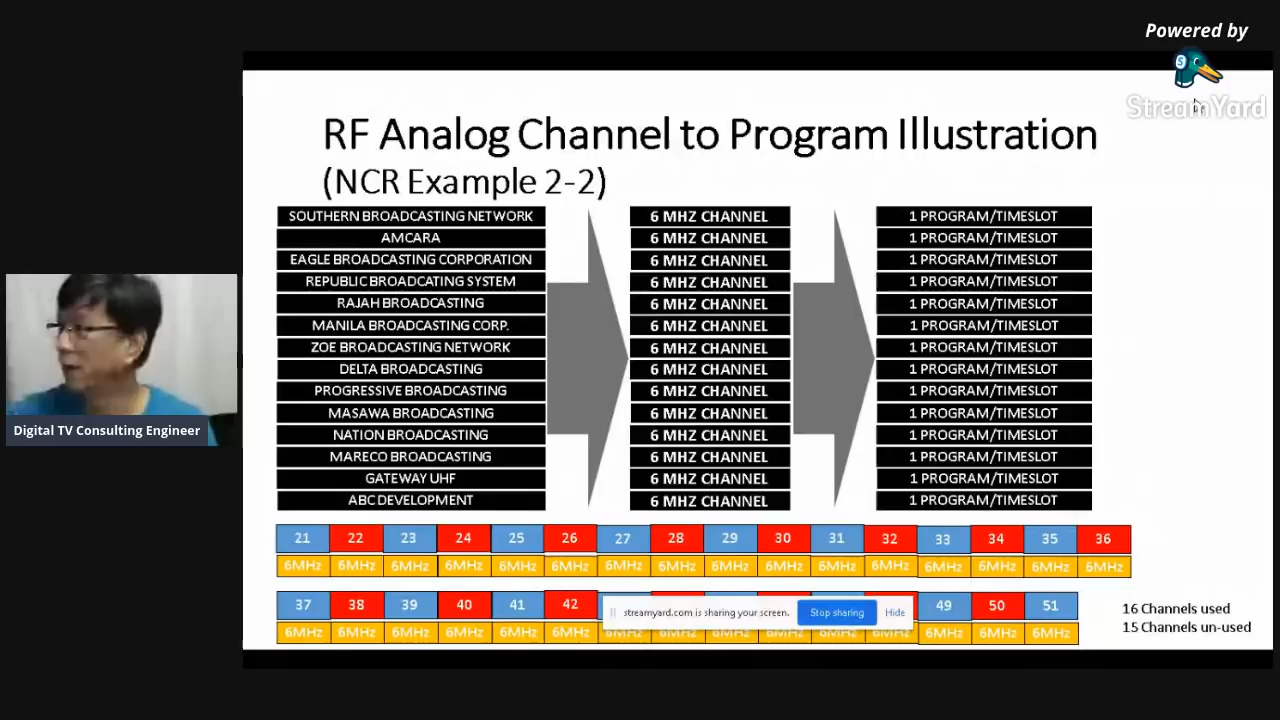 Powered by
StreamYard
RF Analog Channel to Program Illustration
(NCR Example 2-2)
SOUTHERN BROADCASTING NETWORK 6 MHZ CHANNEL 1 PROGRAM/TIMESLOT
AMCARA 6 MHZ CHANNEL 1 PROGRAM/TIMESLOT
EAGLE BROADCASTING CORPORATION 6 MHZ CHANNEL 1 PROGRAM/TIMESLOT
REPUBLIC BROADCATING SYSTEM 6 MHZ CHANNEL 1 PROGRAM/TIMESLOT
RAJAH BROADCASTING 6 MHZ CHANNEL 1 PROGRAM/TIMESLOT
MANILA BROADCASTING CORP. 6 MHZ CHANNEL 1 PROGRAM/TIMESLOT
ZOE BROADCASTING NETWORK 6 MHZ CHANNEL 1 PROGRAM/TIMESLOT
DELTA BROADCASTING 6 MHZ CHANNEL 1 PROGRAM/TIMESLOT
PROGRESSIVE BROADCASTING 6 MHZ CHANNEL 1 PROGRAM/TIMESLOT
MASAWA BROADCASTING 6 MHZ CHANNEL 1 PROGRAM/TIMESLOT
NATION BROADCASTING 6 MHZ CHANNEL 1 PROGRAM/TIMESLOT
MARECO BROADCASTING 6 MHZ CHANNEL 1 PROGRAM/TIMESLOT
GATEWAY UHF 6 MHZ CHANNEL 1 PROGRAM/TIMESLOT
ABC DEVELOPMENT 6 MHZ CHANNEL 1 PROGRAM/TIMESLOT
21 22 23 24 25 26 27 28 29 30 31 32 33 34 35 36
6MHz 6MHz 6MHz 6MHz 6MHz 6MHz 6MHz 6MHz 6MHz 6MHz 6MHz 6MHz 6MHz 6MHz 6MHz 6MHz
37 38 39 40 41 42 49 50 51
6MHz 6MHz 6MHz 6MHz 6MHz 6MHz 6MHz 6MHz 6MHz 6MHz 6MHz 6MHz 6MHz 6MHz 6MHz
streamyard.com is sharing your screen. Stop sharing Hide
16 Channels used
15 Channels un-used
Digital TV Consulting Engineer